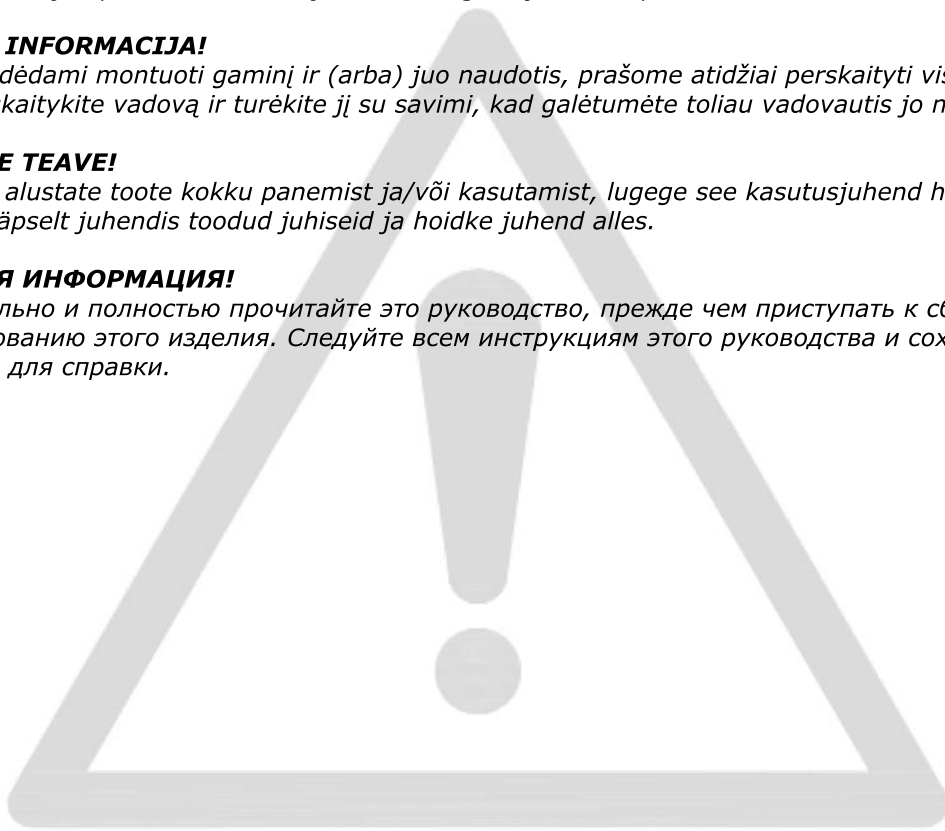 INFORMACIJA!
dėdami montuoti gaminį ir (arba) juo naudotis, prašome atidžiai perskaityti vis
kaitykite vadovą ir turėkite jį su savimi, kad galėtumėte toliau vadovautis jo n
E TEAVE!
alustate toote kokku panemist ja/või kasutamist, lugege see kasutusjuhend h
äpselt juhendis toodud juhiseid ja hoidke juhend alles.
Я ИНФОРМАЦИЯ!
льно и полностью прочитайте это руководство, прежде чем приступать к сб
ованию этого изделия. Следуйте всем инструкциям этого руководства и сох
для справки.